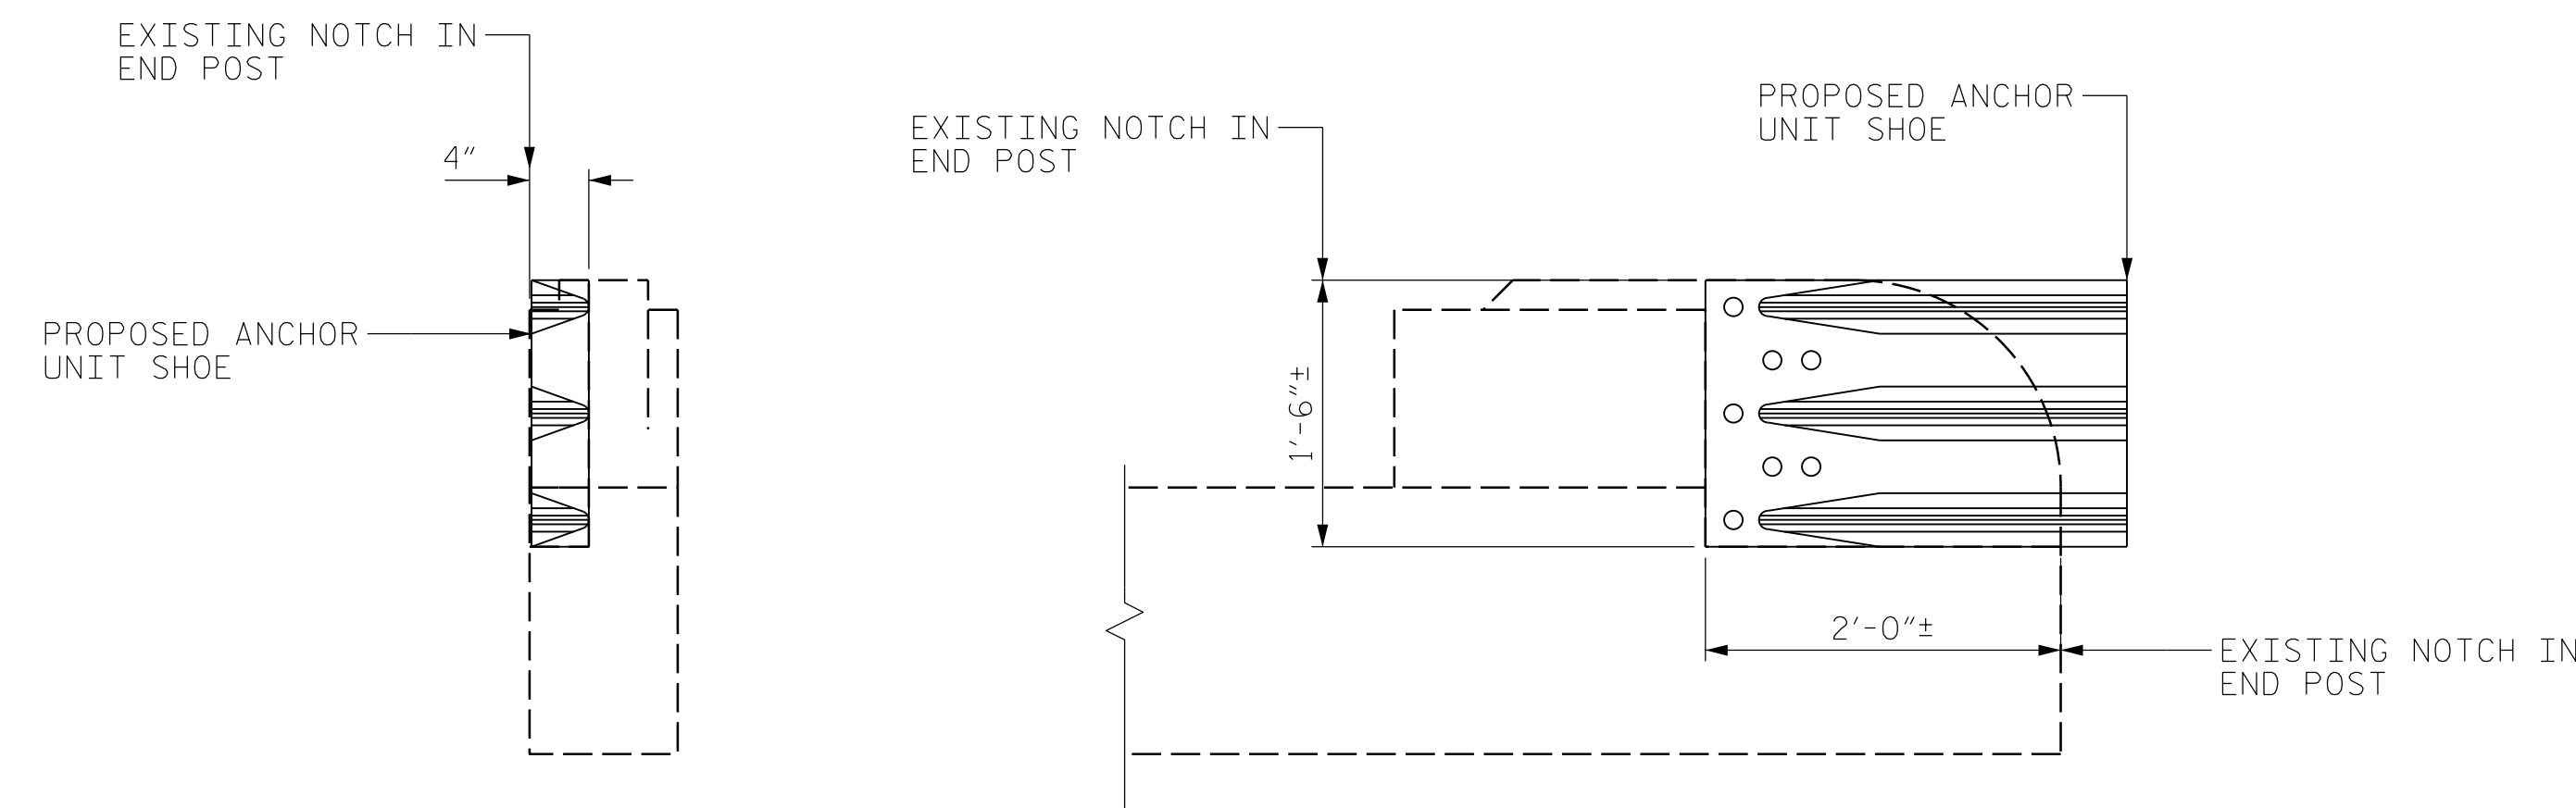 EXISTING NOTCH IN
END POST
4"
PROPOSED ANCHOR
UNIT SHOE
EXISTING NOTCH IN
END POST
PROPOSED ANCHOR
UNIT SHOE
1'-6"±
2'-0"±
EXISTING NOTCH IN
END POST